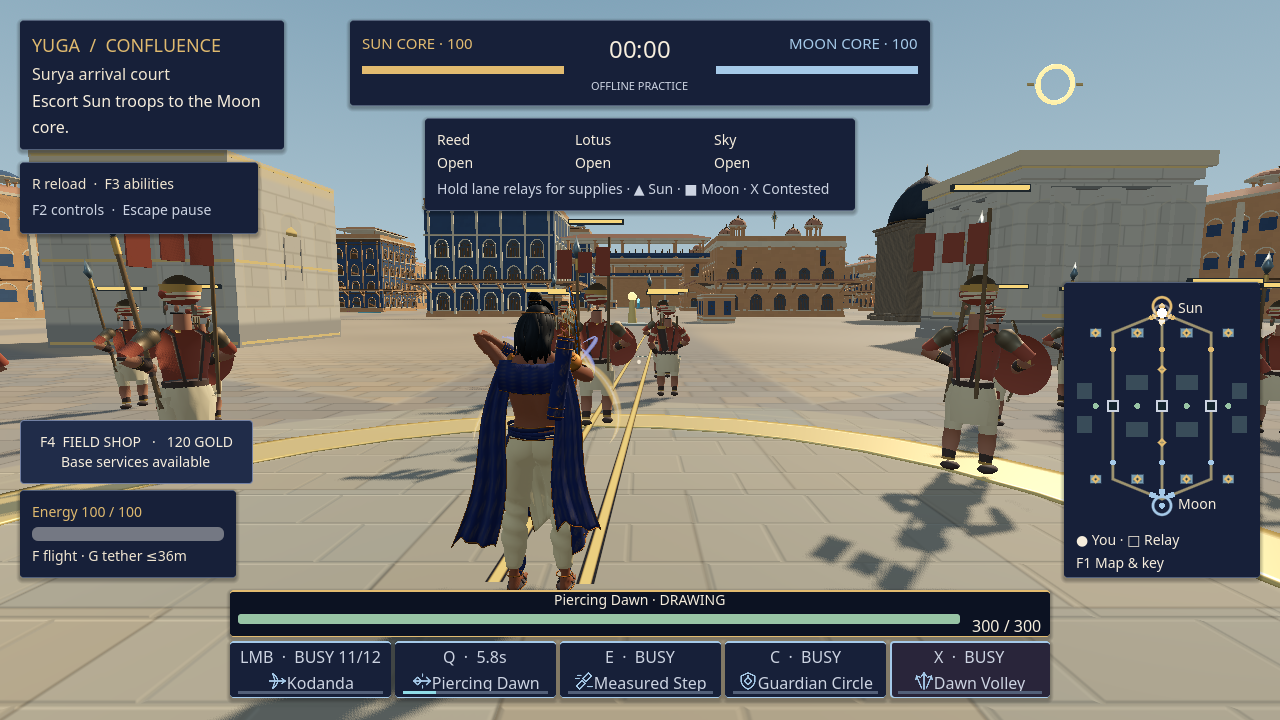 YUGA / CONFLUENCE
Surya arrival court
Escort Sun troops to the Moon
core.
R reload · F3 abilities
F2 controls · Escape pause
SUN CORE · 100
00:00
MOON CORE · 100
OFFLINE PRACTICE
Reed Lotus Sky
Open Open Open
Hold lane relays for supplies · ▲ Sun · ■ Moon · X Contested
Sun
Moon
● You · □ Relay
F1 Map & key
F4 FIELD SHOP · 120 GOLD
Base services available
Energy 100 / 100
F flight · G tether ≤36m
Piercing Dawn · DRAWING
300 / 300
LMB · BUSY 11/12
Kodanda
Q · 5.8s
Piercing Dawn
E · BUSY
Measured Step
C · BUSY
Guardian Circle
X · BUSY
Dawn Volley